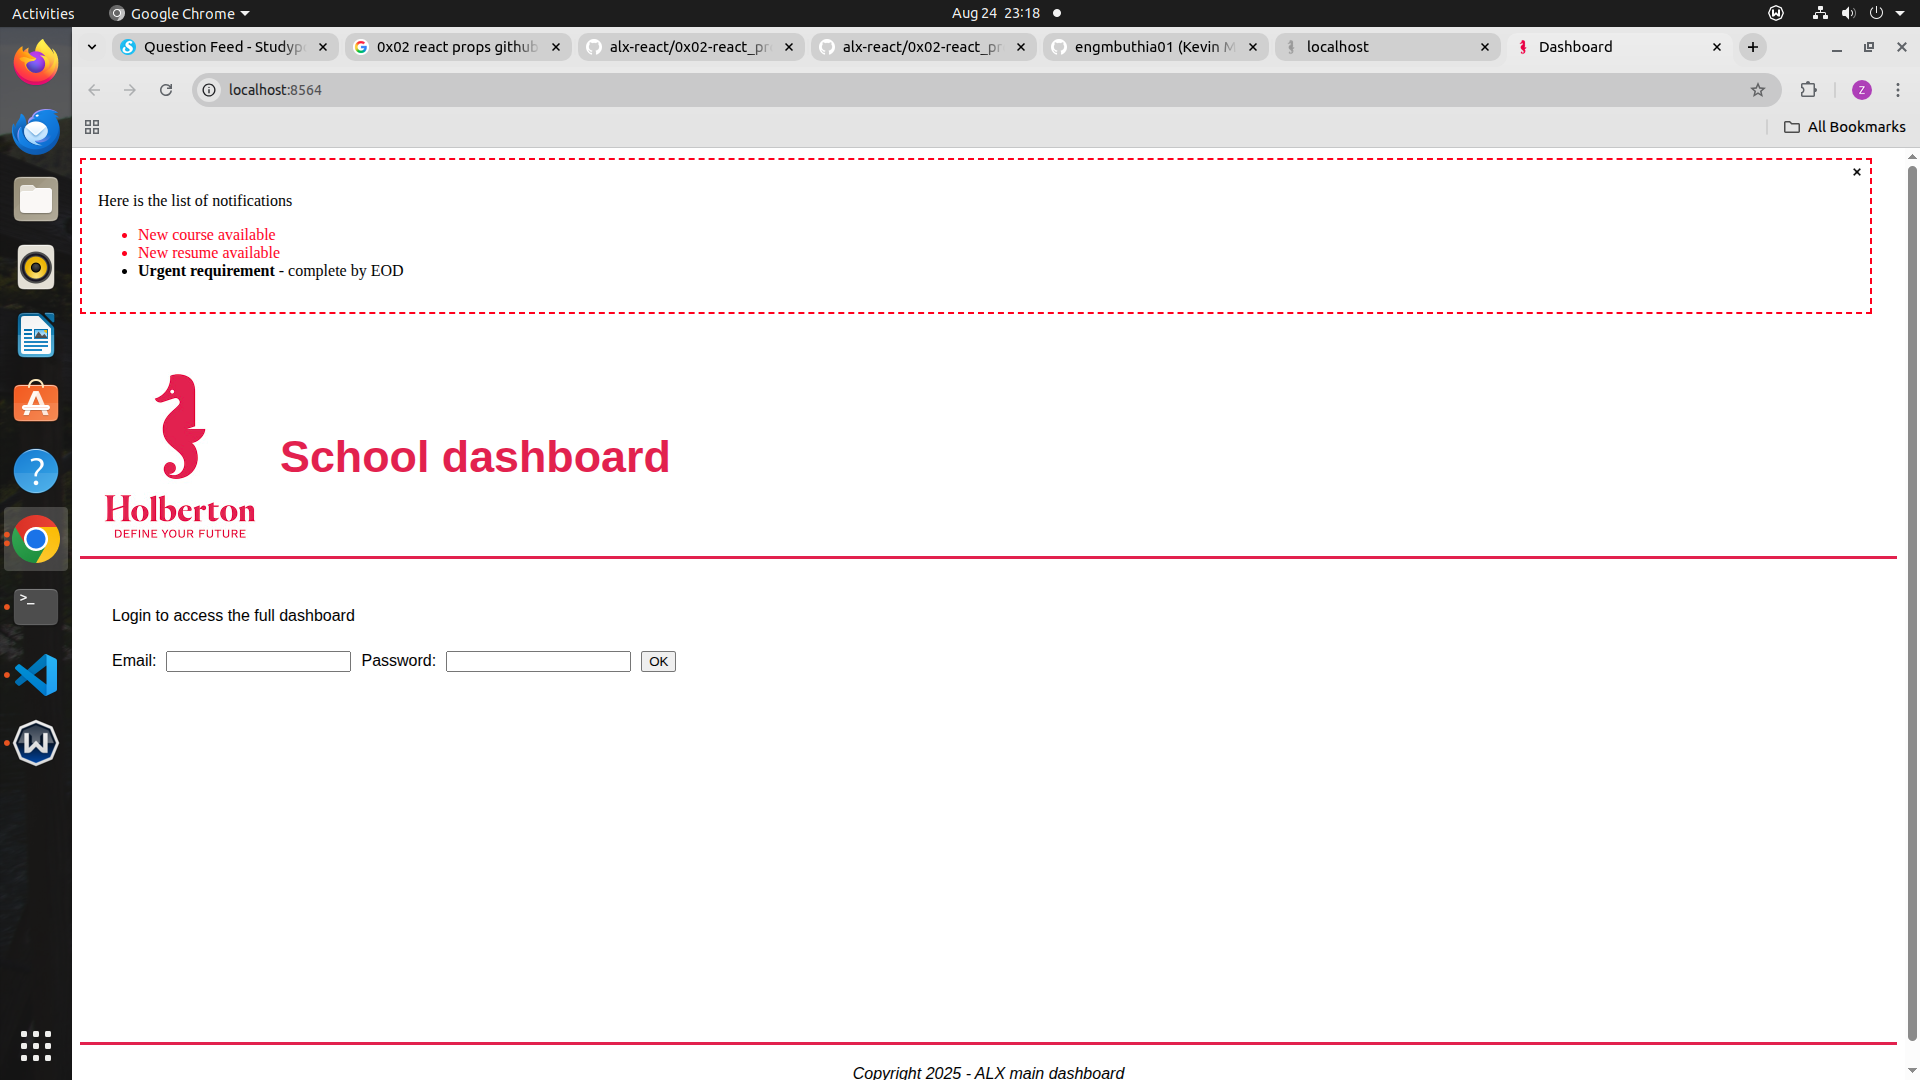 Activities
Google Chrome
Aug 24 23:18
Question Feed - Studyp
0x02 react props github
alx-react/0x02-react_pr
alx-react/0x02-react_pr
engmbuthia01 (Kevin M
localhost
Dashboard
localhost:8564
Z
All Bookmarks
Here is the list of notifications
New course available
New resume available
Urgent requirement - complete by EOD
School dashboard
Holberton
DEFINE YOUR FUTURE
Login to access the full dashboard
Email: Password: OK
Copyright 2025 - ALX main dashboard